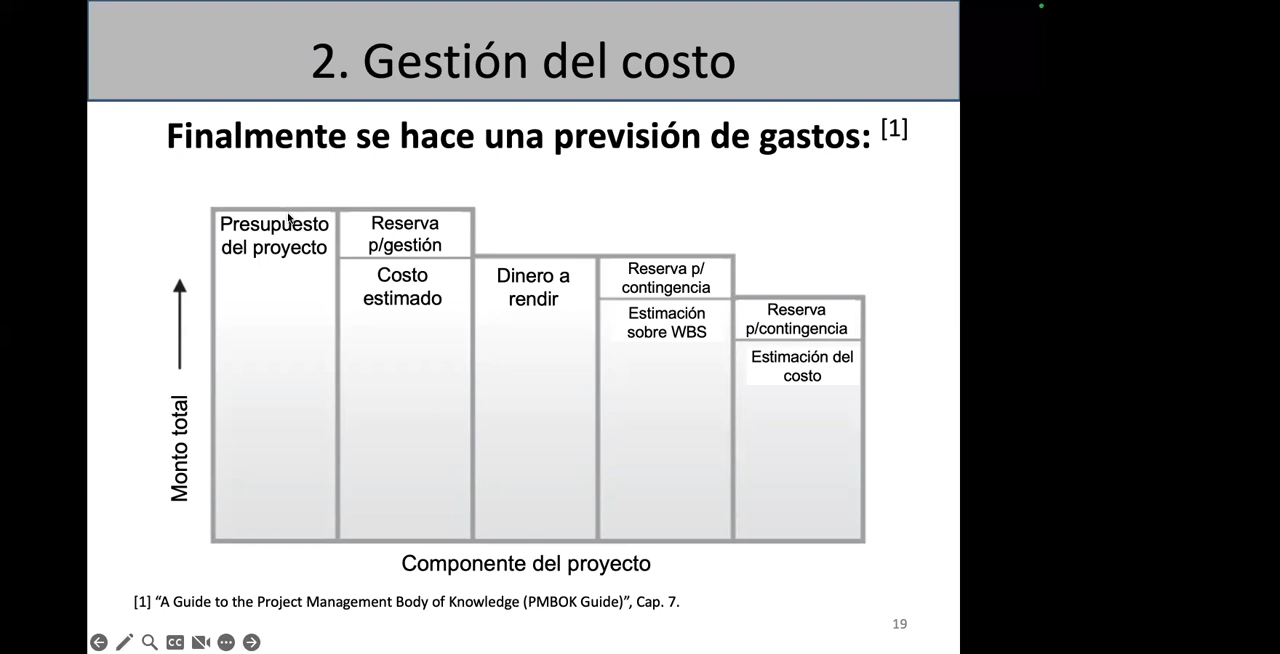 2. Gestión del costo
Finalmente se hace una previsión de gastos: [1]
Presupuesto
del proyecto
Reserva
p/gestión
Costo
estimado
Dinero a
rendir
Reserva p/
contingencia
Estimación
sobre WBS
Reserva
p/contingencia
Estimación del
costo
Monto total
Componente del proyecto
[1] “A Guide to the Project Management Body of Knowledge (PMBOK Guide)”, Cap. 7.
19
CC